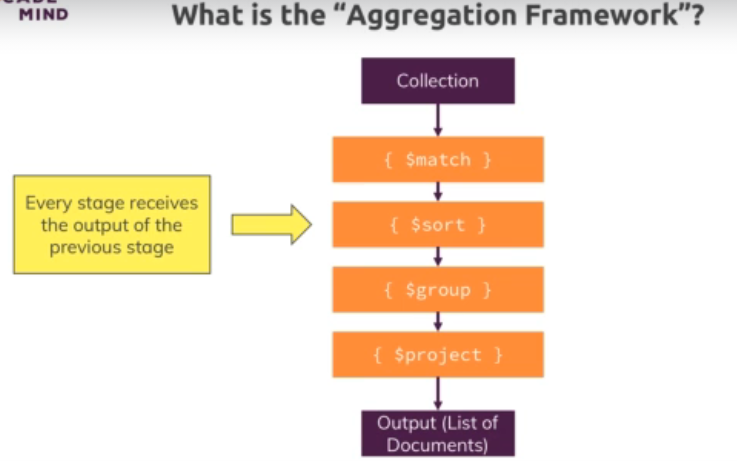 MIND
What is the “Aggregation Framework”?
Collection
{ $match }
Every stage receives
the output of the
previous stage
{ $sort }
{ $group }
{ $project }
Output (List of
Documents)